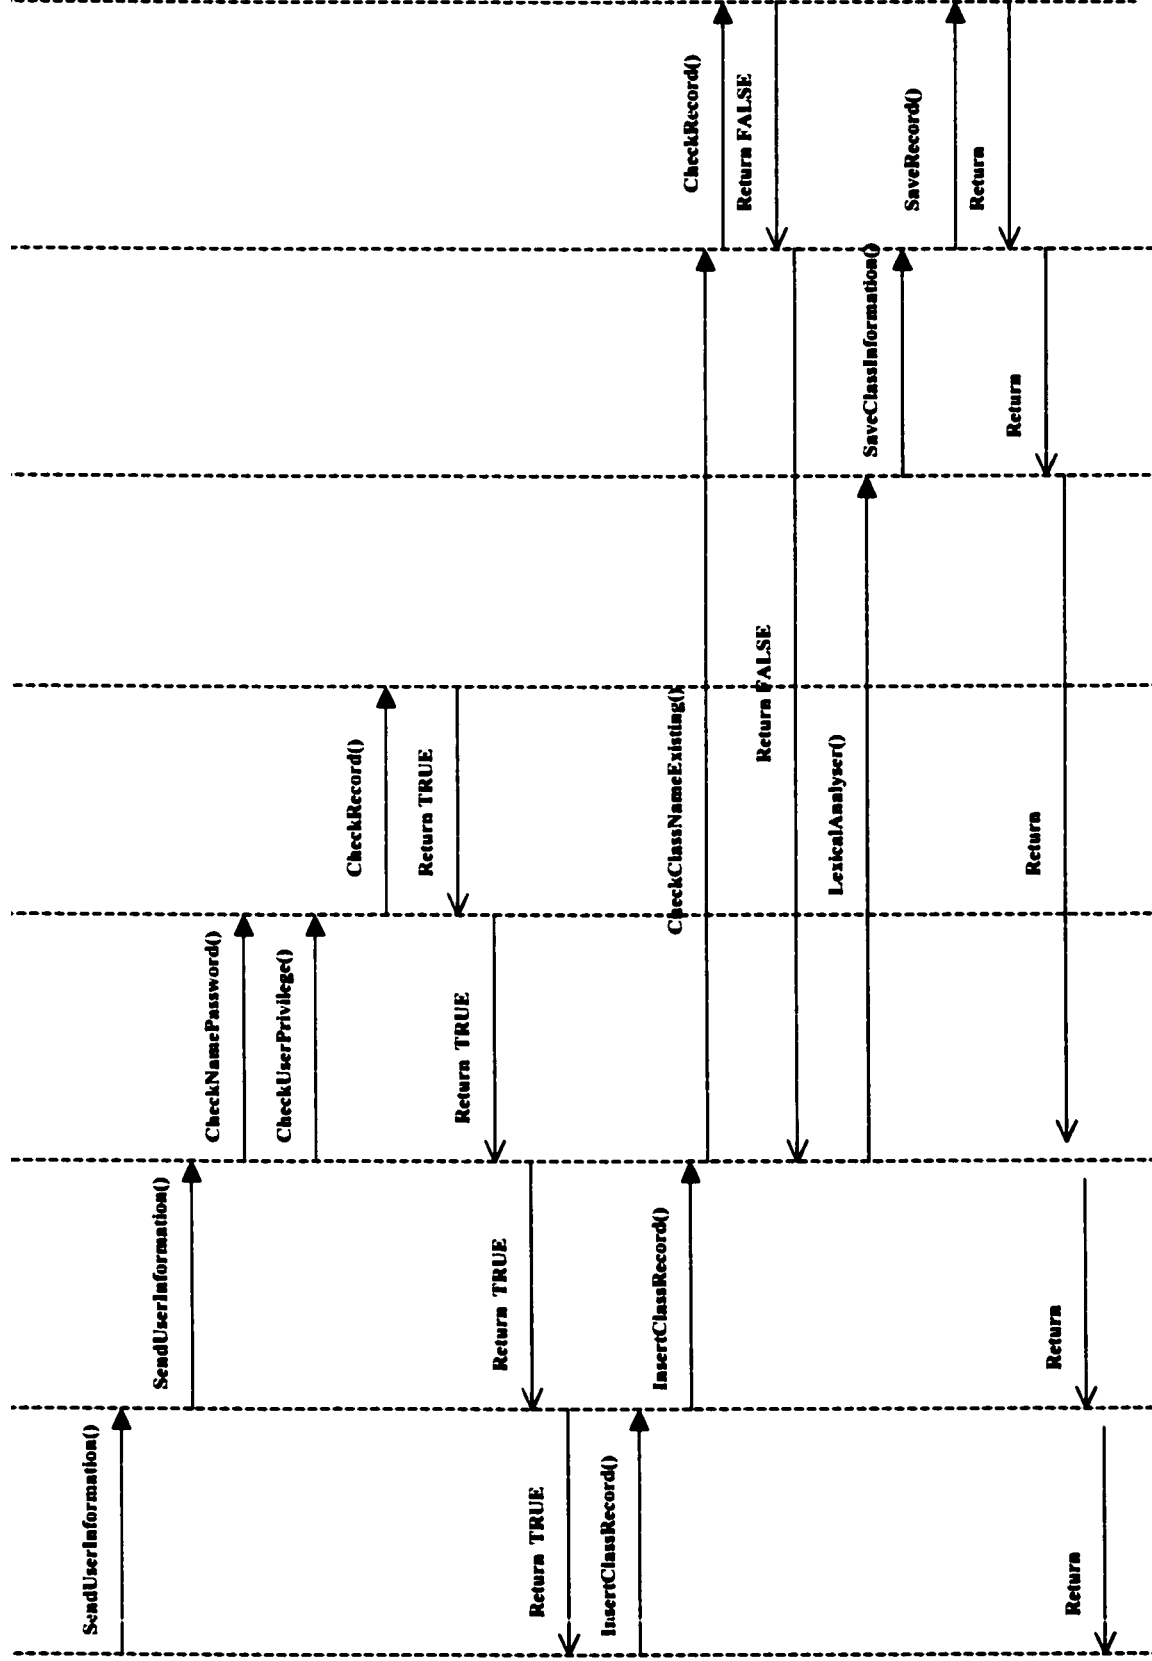 SendUserInformation()
SendUserInformation()
CheckNamePassword()
CheckUserPrivilege()
CheckRecord()
Return TRUE
Return TRUE
Return TRUE
Return TRUE
InsertClassRecord()
InsertClassRecord()
CheckClassNameExisting()
CheckRecord()
Return FALSE
Return FALSE
LexicalAnalyser()
SaveClassInformation()
SaveRecord()
Return
Return
Return
Return
Return